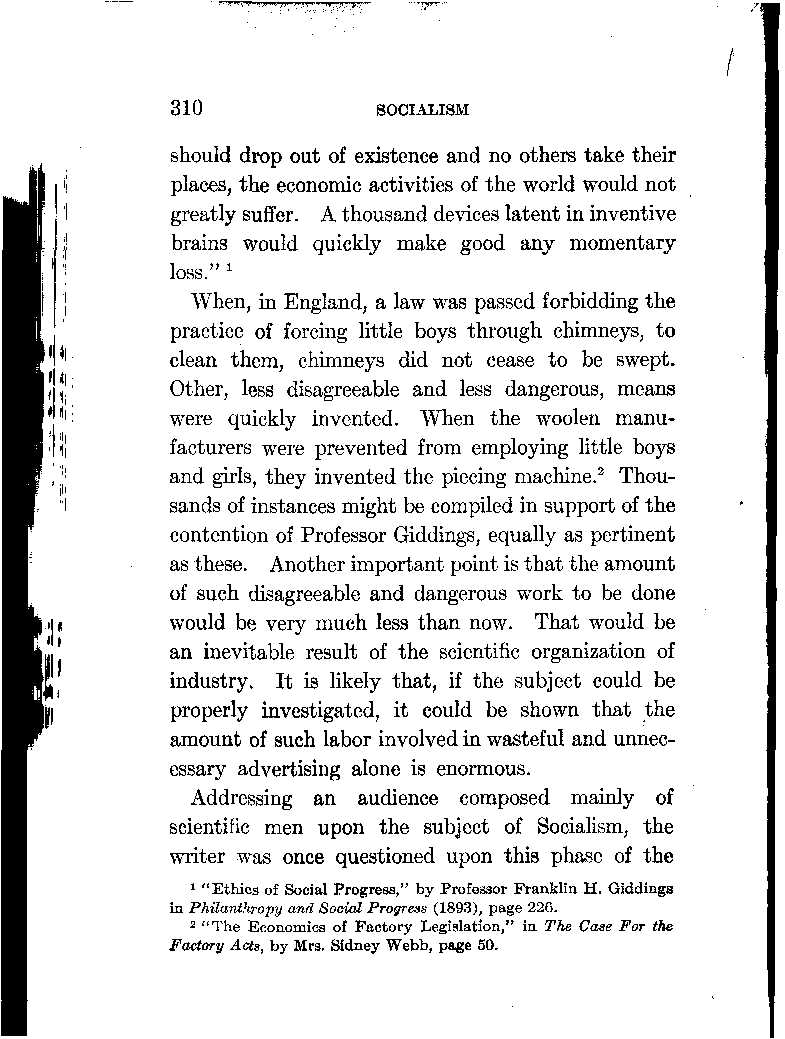 310 SOCIALISM
should drop out of existence and no others take their
places, the economic activities of the world would not
greatly suffer. A thousand devices latent in inventive
brains would quickly make good any momentary
loss." 1
When, in England, a law was passed forbidding the
practice of forcing little boys through chimneys, to
clean them, chimneys did not cease to be swept.
Other, less disagreeable and less dangerous, means
were quickly invented. When the woolen manu-
facturers were prevented from employing little boys
and girls, they invented the piecing machine.2 Thou-
sands of instances might be compiled in support of the
contention of Professor Giddings, equally as pertinent
as these. Another important point is that the amount
of such disagreeable and dangerous work to be done
would be very much less than now. That would be
an inevitable result of the scientific organization of
industry. It is likely that, if the subject could be
properly investigated, it could be shown that the
amount of such labor involved in wasteful and unnec-
essary advertising alone is enormous.
Addressing an audience composed mainly of
scientific men upon the subject of Socialism, the
writer was once questioned upon this phase of the
1 "Ethics of Social Progress," by Professor Franklin H. Giddings
in Philanthropy and Social Progress (1893), page 226.
2 "The Economics of Factory Legislation," in The Case For the
Factory Acts, by Mrs. Sidney Webb, page 50.